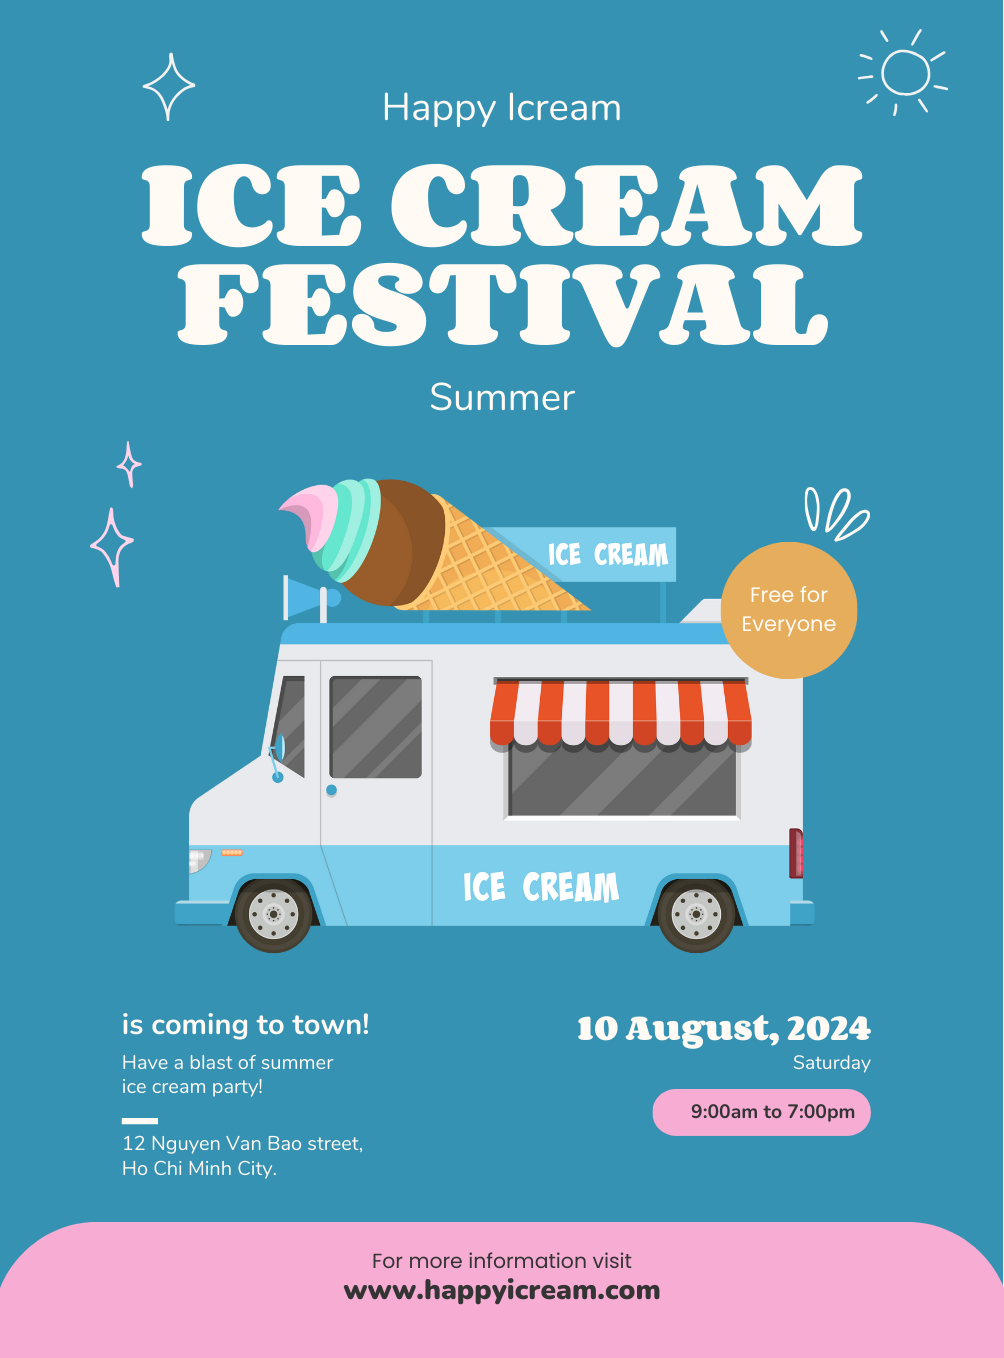 Happy Icream
ICE CREAM
FESTIVAL
Summer
ICE CREAM
Free for
Everyone
ICE CREAM
is coming to town!
Have a blast of summer
ice cream party!
12 Nguyen Van Bao street,
Ho Chi Minh City.
10 August, 2024
Saturday
9:00am to 7:00pm
For more information visit
www.happyicream.com